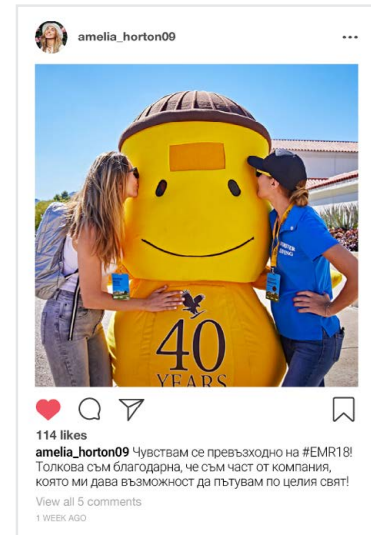 amelia_horton09
40
YEARS
114 likes
amelia_horton09 Чувствам се превъзходно на #EMR18!
Толкова съм благодарна, че съм част от компания,
която ми дава възможност да пътувам по целия свят!
View all 5 comments
1 WEEK AGO